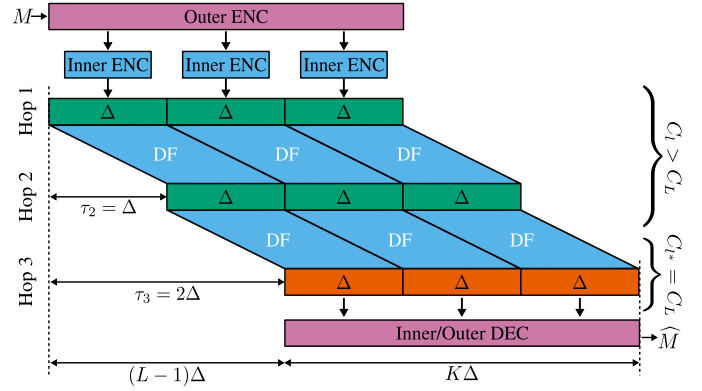 M Outer ENC
Inner ENC Inner ENC Inner ENC
Hop 1 Δ Δ Δ
DF DF DF
C_l > C_L
Hop 2 Δ Δ Δ
τ_2 = Δ
DF DF DF
C_{l*} = C_L
Hop 3 Δ Δ Δ
τ_3 = 2Δ
Inner/Outer DEC M̂
(L − 1)Δ KΔ